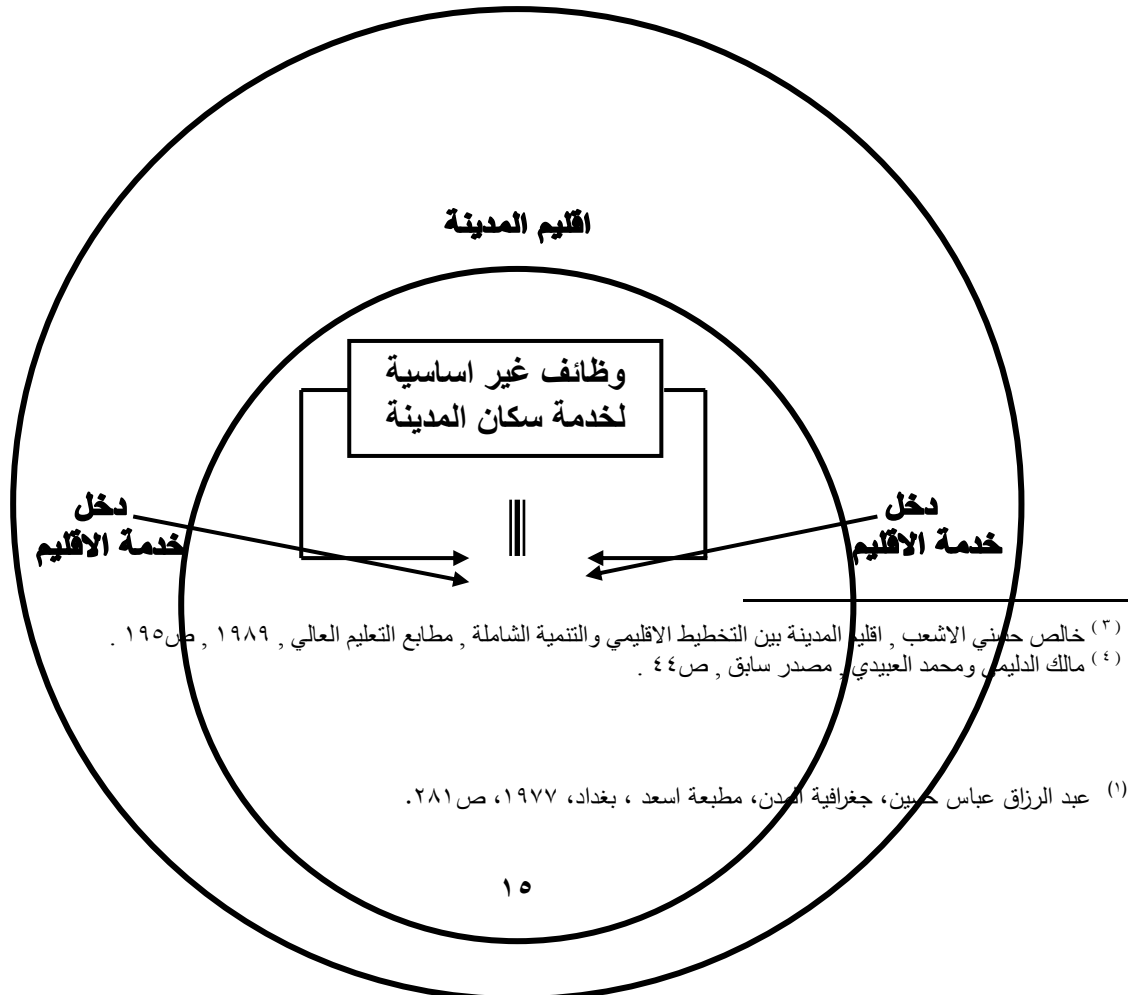 اقليم المدينة
وظائف غير اساسية
لخدمة سكان المدينة
دخل
خدمة الاقليم
دخل
خدمة الاقليم
(٣) خالص حسني الاشعب , اقليم المدينة بين التخطيط الاقليمي والتنمية الشاملة , مطابع التعليم العالي , ١٩٨٩ , ص١٩٥ .
(٤) مالك الدليمي ومحمد العبيدي , مصدر سابق , ص٤٤ .
(١) عبد الرزاق عباس حسين، جغرافية المدن، مطبعة اسعد ، بغداد، ١٩٧٧، ص٢٨١.
١٥